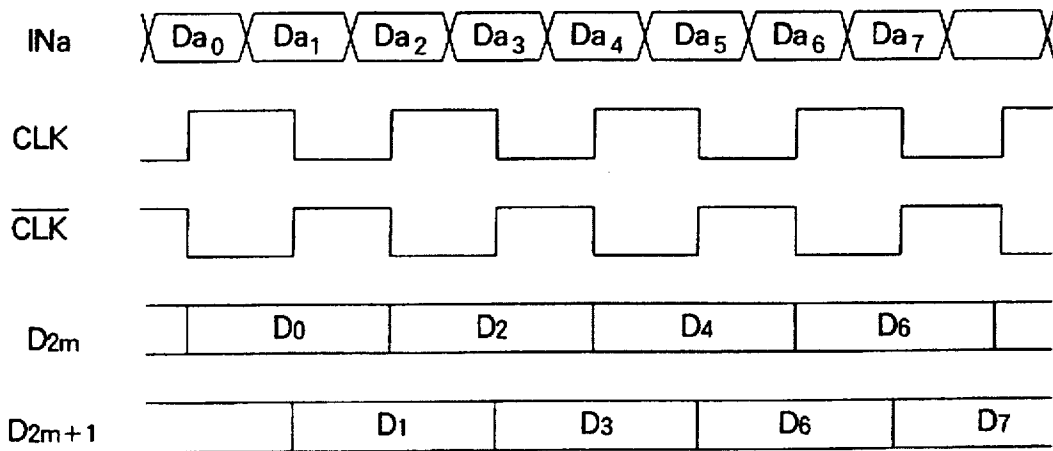 INa Da0 Da1 Da2 Da3 Da4 Da5 Da6 Da7
CLK
C̅L̅K̅
D2m D0 D2 D4 D6
D2m+1 D1 D3 D6 D7